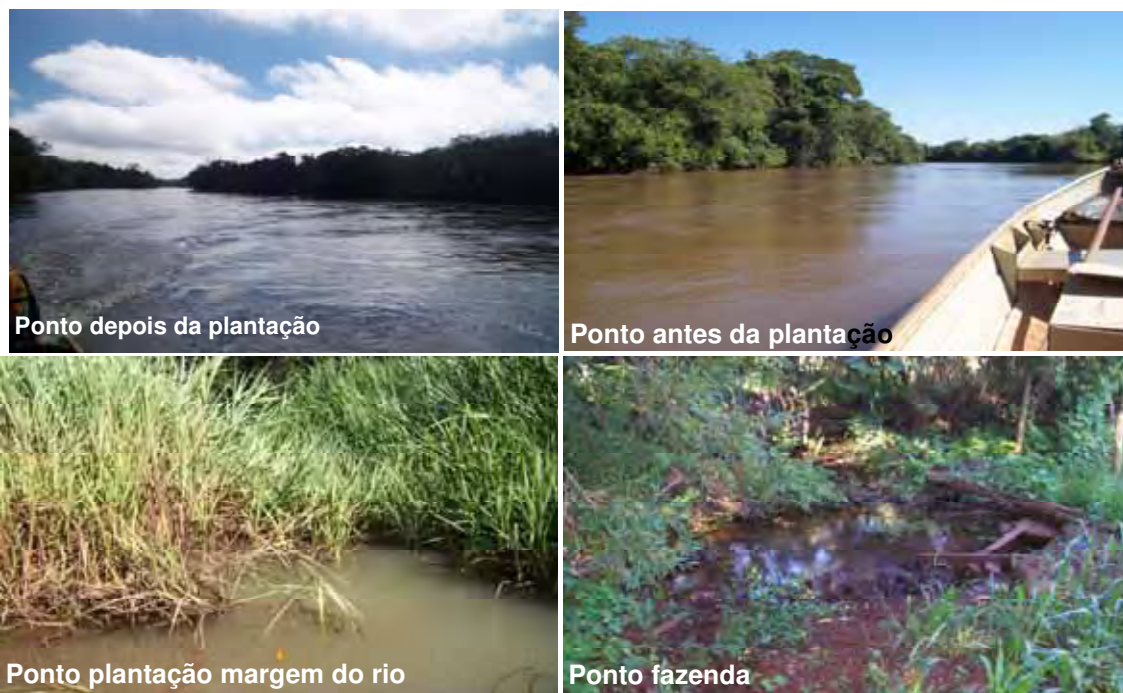 Ponto depois da plantação
Ponto antes da plantação
Ponto plantação margem do rio
Ponto fazenda